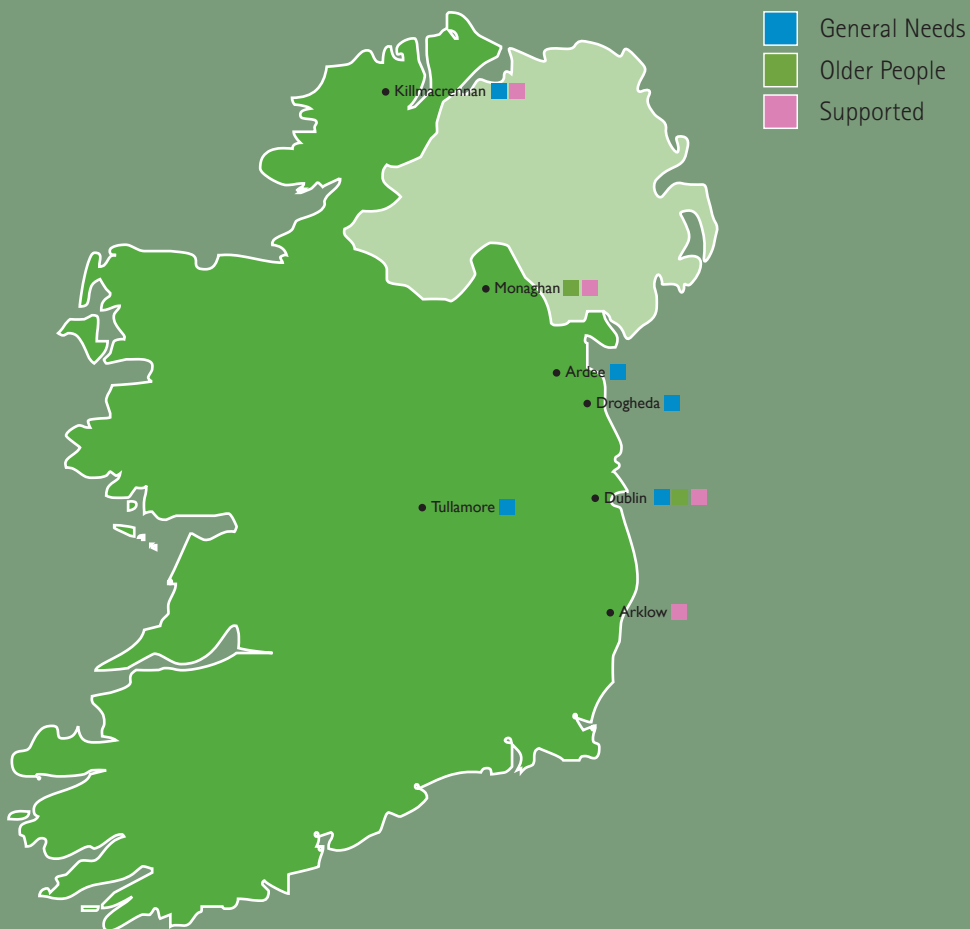 General Needs
Older People
Supported
Killmacrennan
Monaghan
Ardee
Drogheda
Dublin
Tullamore
Arklow